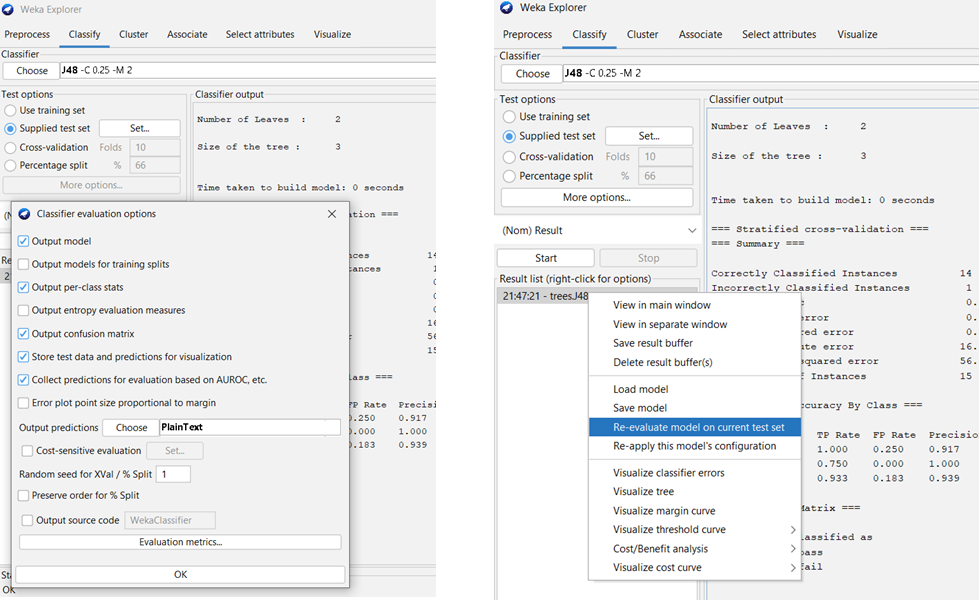 Weka Explorer
Preprocess Classify Cluster Associate Select attributes Visualize
Classifier
Choose J48 -C 0.25 -M 2
Test options
Use training set
Supplied test set Set...
Cross-validation Folds 10
Percentage split % 66
More options...
Classifier output
Number of Leaves : 2
Size of the tree : 3
Time taken to build model: 0 seconds
ation ===
nces 14
tances 1
0.
0.
16
r 56
15
lass ===
FP Rate Precisi
0.250 0.917
0.000 1.000
0.183 0.939
Classifier evaluation options
Output model
Output models for training splits
Output per-class stats
Output entropy evaluation measures
Output confusion matrix
Store test data and predictions for visualization
Collect predictions for evaluation based on AUROC, etc.
Error plot point size proportional to margin
Output predictions Choose PlainText
Cost-sensitive evaluation Set...
Random seed for XVal / % Split 1
Preserve order for % Split
Output source code WekaClassifier
Evaluation metrics...
OK
(N
Re
2
Sta
OK
Weka Explorer
Preprocess Classify Cluster Associate Select attributes Visualize
Classifier
Choose J48 -C 0.25 -M 2
Test options
Use training set
Supplied test set Set...
Cross-validation Folds 10
Percentage split % 66
More options...
(Nom) Result
Start Stop
Result list (right-click for options)
21:47:21 - trees.J48
View in main window
View in separate window
Save result buffer
Delete result buffer(s)
Load model
Save model
Re-evaluate model on current test set
Re-apply this model's configuration
Visualize classifier errors
Visualize tree
Visualize margin curve
Visualize threshold curve
Cost/Benefit analysis
Visualize cost curve
Classifier output
Number of Leaves : 2
Size of the tree : 3
Time taken to build model: 0 seconds
=== Stratified cross-validation ===
=== Summary ===
Correctly Classified Instances 14
Incorrectly Classified Instances 1
c 0.
error 0.
ared error 0.
ute error 16.
squared error 56.
f Instances 15
ccuracy By Class ===
TP Rate FP Rate Precisio
1.000 0.250 0.917
0.750 0.000 1.000
0.933 0.183 0.939
Matrix ===
lassified as
pass
fail